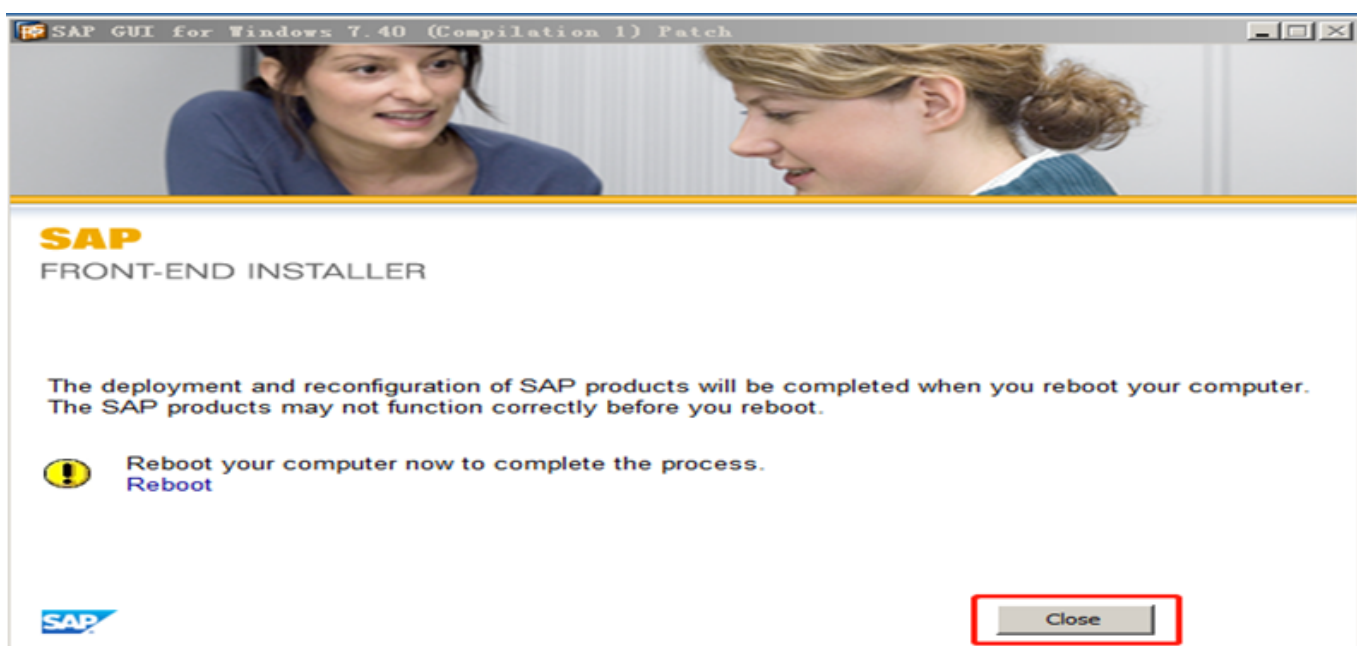 SAP GUI for Windows 7.40 (Compilation 1) Patch
SAP
FRONT-END INSTALLER
The deployment and reconfiguration of SAP products will be completed when you reboot your computer.
The SAP products may not function correctly before you reboot.
Reboot your computer now to complete the process.
Reboot
SAP
Close